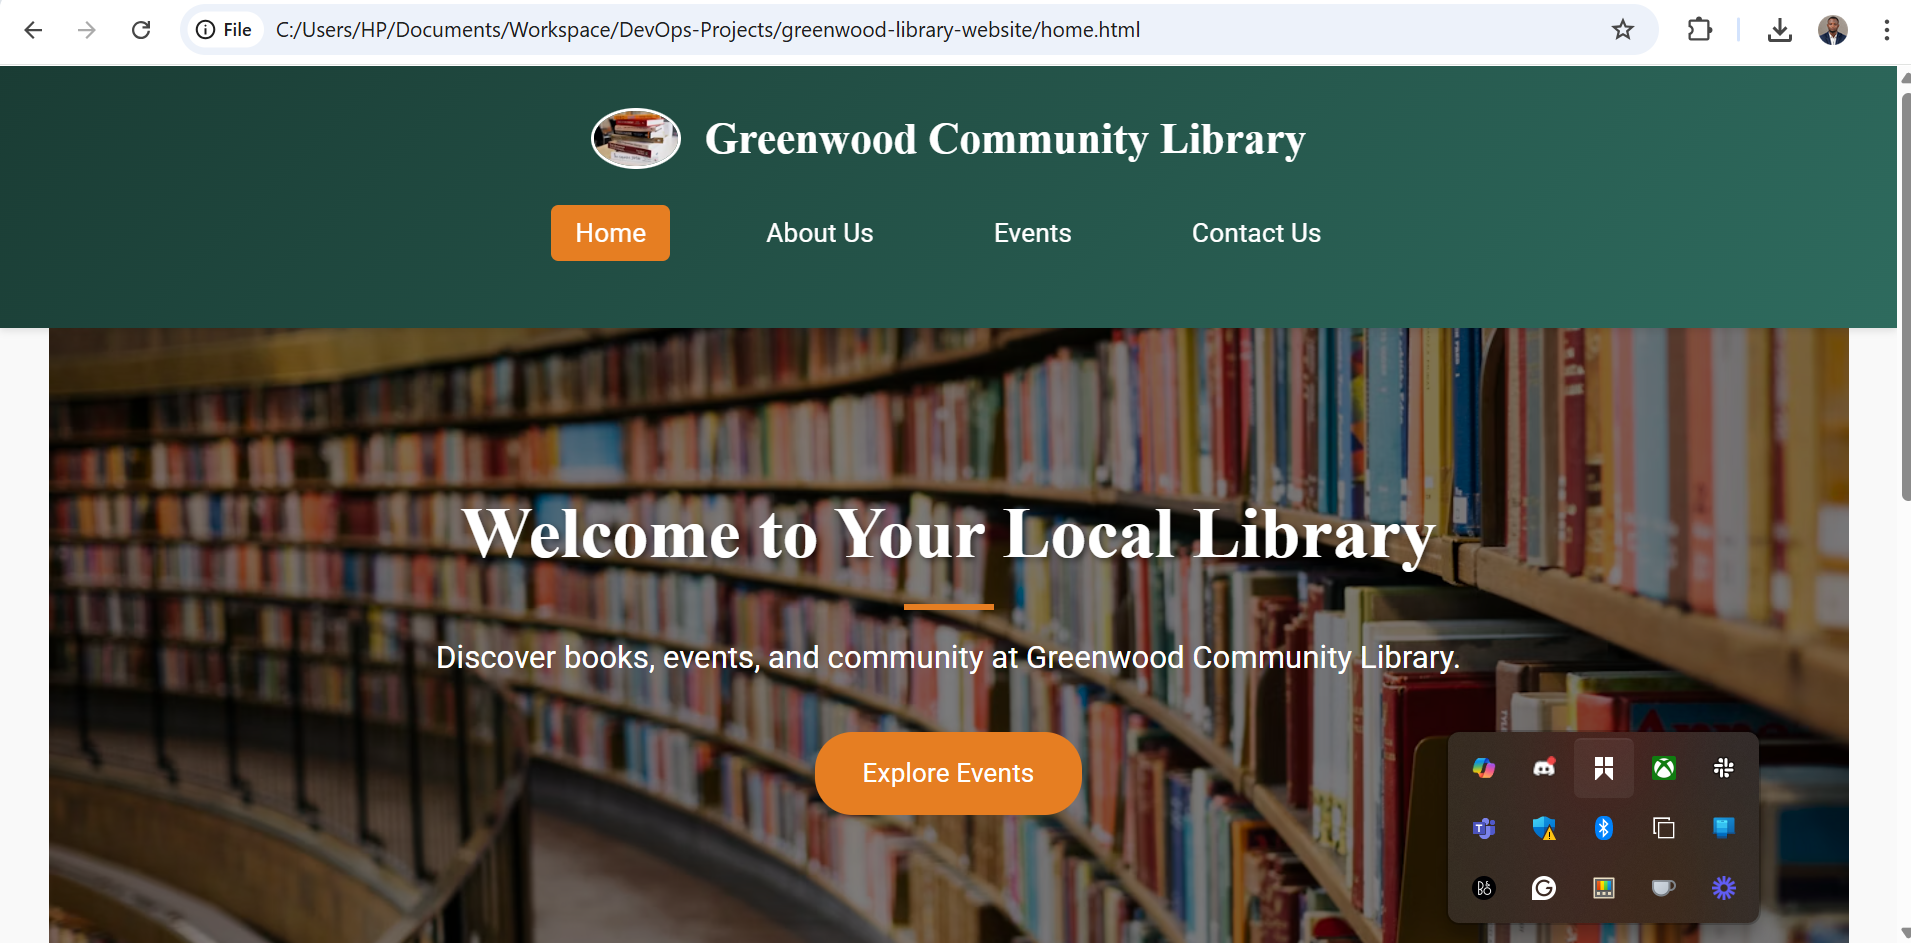 File C:/Users/HP/Documents/Workspace/DevOps-Projects/greenwood-library-website/home.html
Greenwood Community Library
Home About Us Events Contact Us
Welcome to Your Local Library
Discover books, events, and community at Greenwood Community Library.
Explore Events